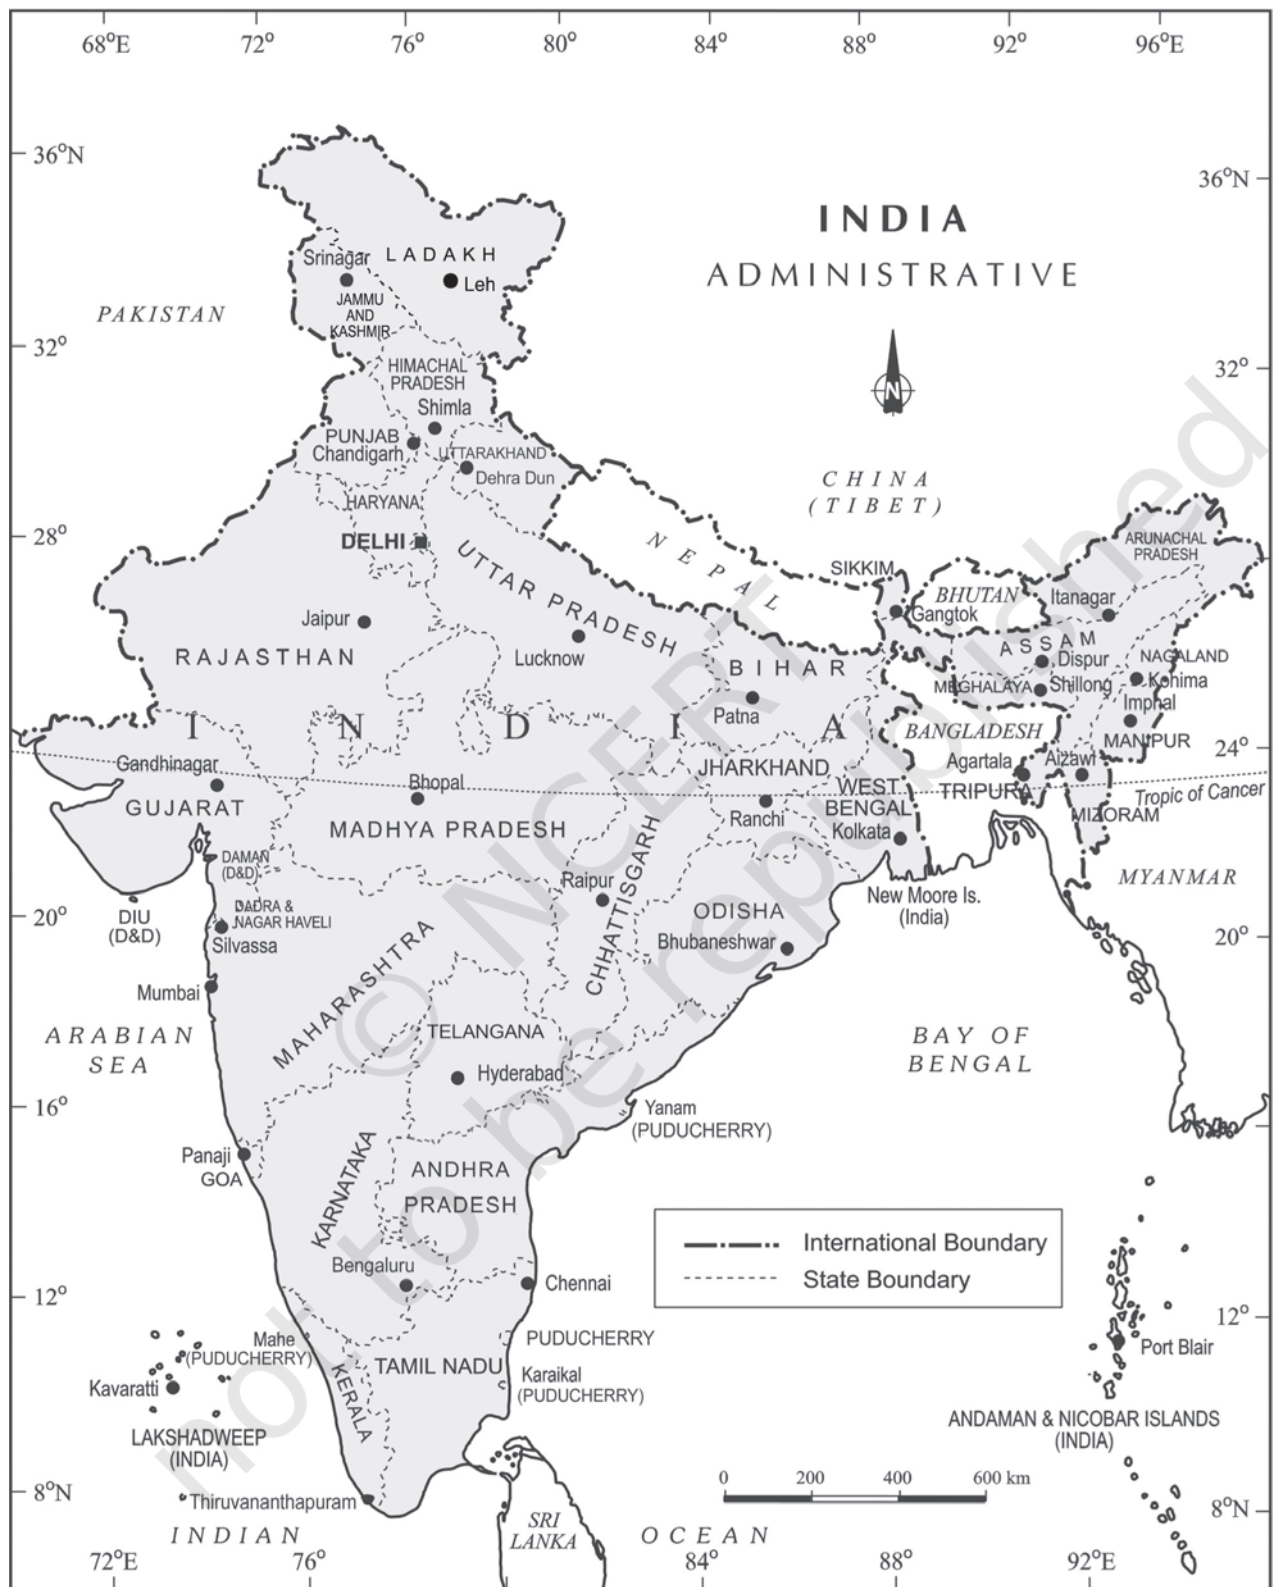 68°E 72° 76° 80° 84° 88° 92° 96°E
36°N
36°N
INDIA
ADMINISTRATIVE
Srinagar
LADAKH
Leh
JAMMU
AND
KASHMIR
PAKISTAN
32°
32°
HIMACHAL
PRADESH
Shimla
N
PUNJAB
Chandigarh
UTTARAKHAND
Dehra Dun
CHINA
(TIBET)
HARYANA
28°
DELHI
NEPAL
ARUNACHAL
PRADESH
SIKKIM
BHUTAN
Itanagar
Gangtok
UTTAR PRADESH
Jaipur
RAJASTHAN
Lucknow
BIHAR
ASSAM
Dispur
NAGALAND
MEGHALAYA
Shillong
Kohima
Patna
Imphal
INDIA
BANGLADESH
MANIPUR
24°
Gandhinagar
Bhopal
JHARKHAND
Agartala
Aizawl
GUJARAT
WEST
BENGAL
TRIPURA
Tropic of Cancer
MADHYA PRADESH
Ranchi
Kolkata
MIZORAM
DAMAN
(D&D)
Raipur
CHHATTISGARH
MYANMAR
New Moore Is.
(India)
20°
DIU
(D&D)
DADRA &
NAGAR HAVELI
Silvassa
ODISHA
Bhubaneshwar
20°
MAHARASHTRA
Mumbai
ARABIAN
SEA
TELANGANA
BAY OF
BENGAL
Hyderabad
16°
Yanam
(PUDUCHERRY)
Panaji
GOA
KARNATAKA
ANDHRA
PRADESH
International Boundary
State Boundary
Bengaluru
Chennai
12°
12°
Mahe
(PUDUCHERRY)
PUDUCHERRY
Port Blair
TAMIL NADU
Karaikal
(PUDUCHERRY)
Kavaratti
KERALA
LAKSHADWEEP
(INDIA)
ANDAMAN & NICOBAR ISLANDS
(INDIA)
0 200 400 600 km
8°N
Thiruvananthapuram
8°N
INDIAN OCEAN
SRI
LANKA
72°E 76° 84° 88° 92°E
© NCERT
not to be republished